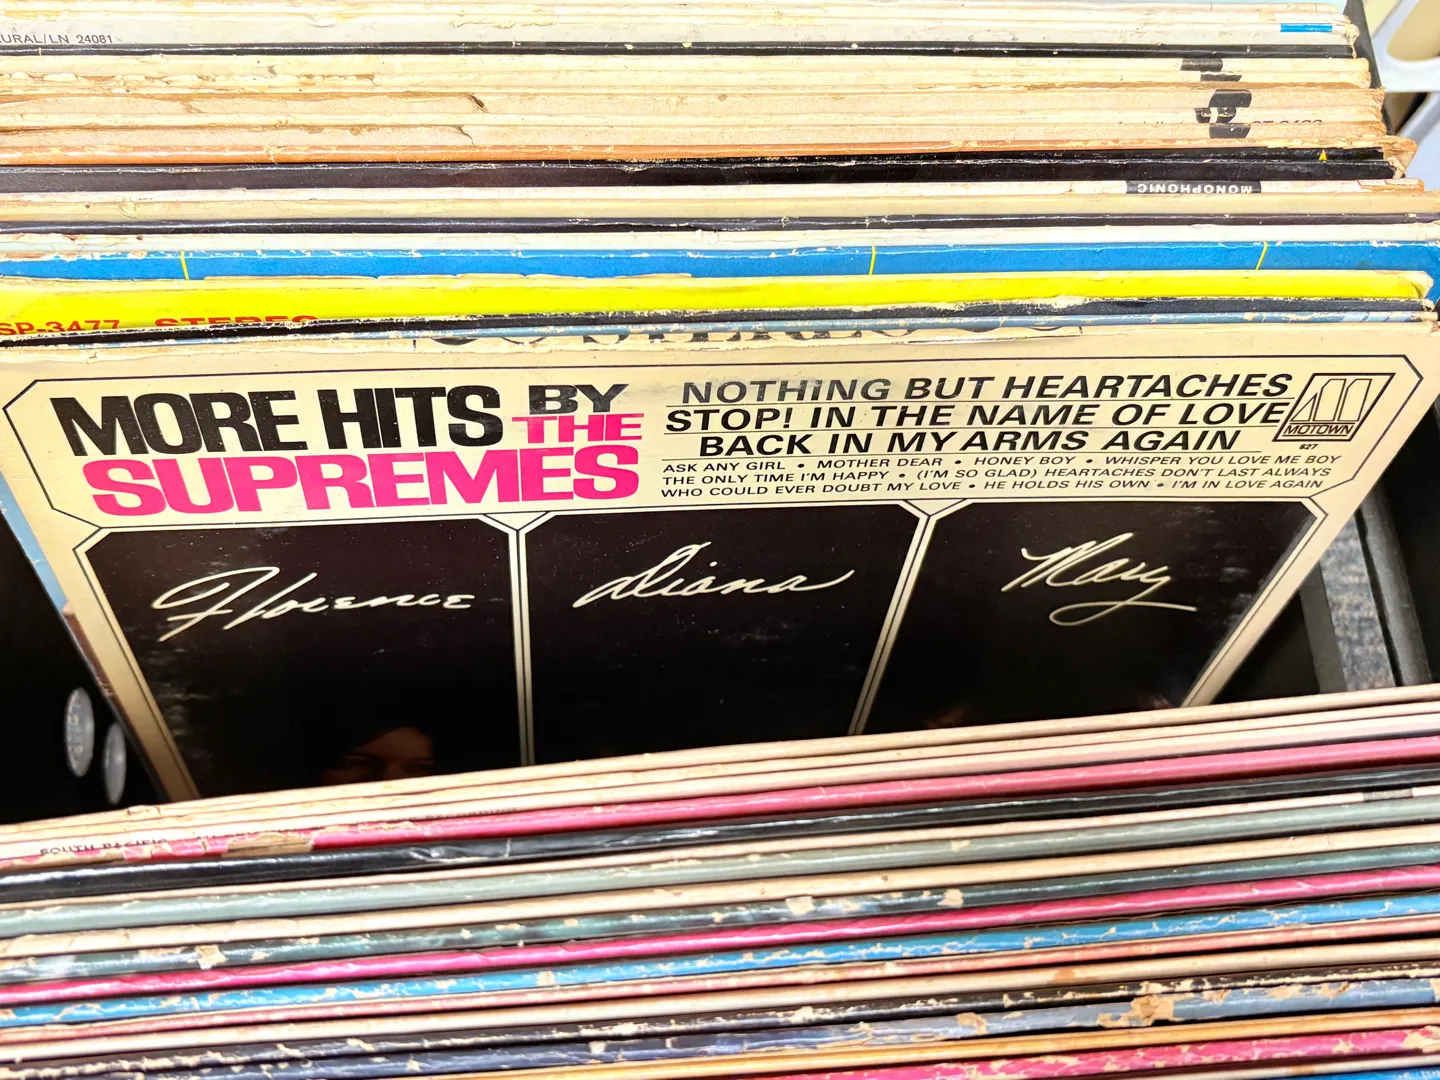 URAL/LN 24081
MONOPHONIC
SP-3477 STEREO
MORE HITS BY
THE
SUPREMES
NOTHING BUT HEARTACHES
STOP! IN THE NAME OF LOVE
BACK IN MY ARMS AGAIN
ASK ANY GIRL • MOTHER DEAR • HONEY BOY • WHISPER YOU LOVE ME BOY
THE ONLY TIME I'M HAPPY • (I'M SO GLAD) HEARTACHES DON'T LAST ALWAYS
WHO COULD EVER DOUBT MY LOVE • HE HOLDS HIS OWN • I'M IN LOVE AGAIN
MOTOWN
627
Florence
Diana
Mary
SOUTH PACIFIC